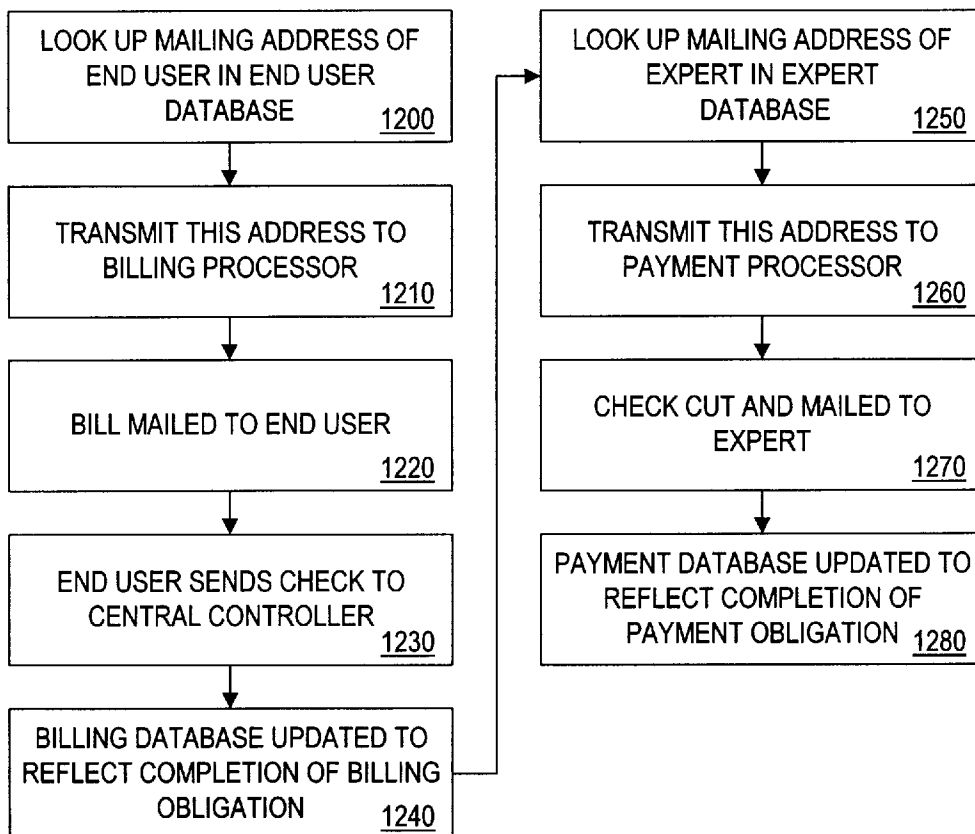 LOOK UP MAILING ADDRESS OF
END USER IN END USER
DATABASE
1200
TRANSMIT THIS ADDRESS TO
BILLING PROCESSOR
1210
BILL MAILED TO END USER
1220
END USER SENDS CHECK TO
CENTRAL CONTROLLER
1230
BILLING DATABASE UPDATED TO
REFLECT COMPLETION OF BILLING
OBLIGATION
1240
LOOK UP MAILING ADDRESS OF
EXPERT IN EXPERT
DATABASE
1250
TRANSMIT THIS ADDRESS TO
PAYMENT PROCESSOR
1260
CHECK CUT AND MAILED TO
EXPERT
1270
PAYMENT DATABASE UPDATED TO
REFLECT COMPLETION OF
PAYMENT OBLIGATION
1280